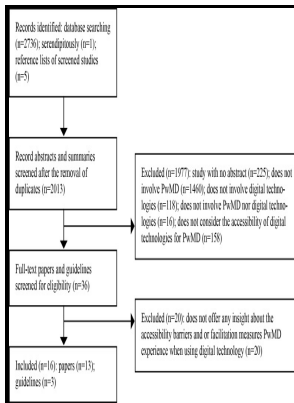 Records identified: database searching
(n=2736); serendipitously (n=1);
reference lists of screened studies
(n=5)
Record abstracts and summaries
screened after the removal of
duplicates (n=2013)
Excluded (n=1977): study with no abstract (n=225); does not
involve PwMD (n=1460); does not involve digital techno-
logies (n=118); does not involve PwMD nor digital technolo-
gies (n=16); does not consider the accessibility of digital
technologies for PwMD (n=158)
Full-text papers and guidelines
screened for eligibility (n=36)
Excluded (n=20): does not offer any insight about the
accessibility barriers and or facilitation measures PwMD
experience when using digital technology (n=20)
Included (n=16): papers (n=13);
guidelines (n=3)